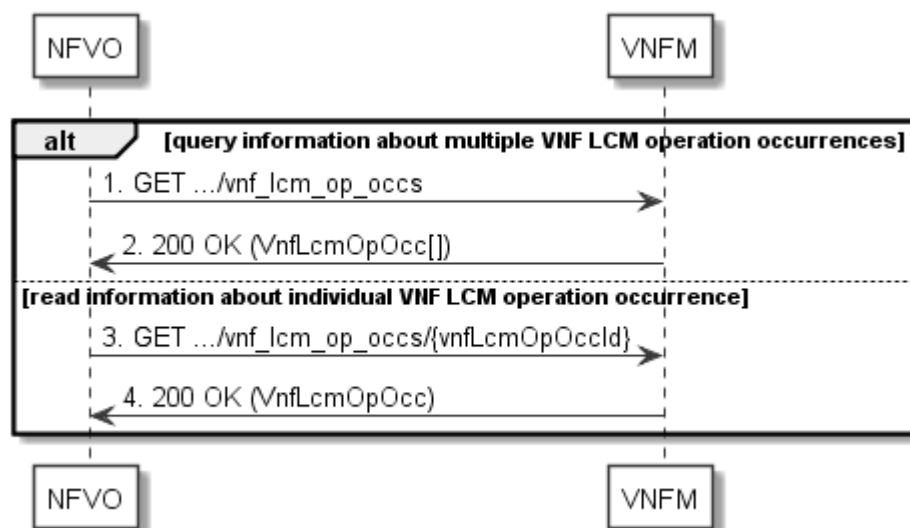 NFVO VNFM
alt [query information about multiple VNF LCM operation occurrences]
1. GET .../vnf_lcm_op_occs
2. 200 OK (VnfLcmOpOcc[])
[read information about individual VNF LCM operation occurrence]
3. GET .../vnf_lcm_op_occs/{vnfLcmOpOccId}
4. 200 OK (VnfLcmOpOcc)
NFVO VNFM